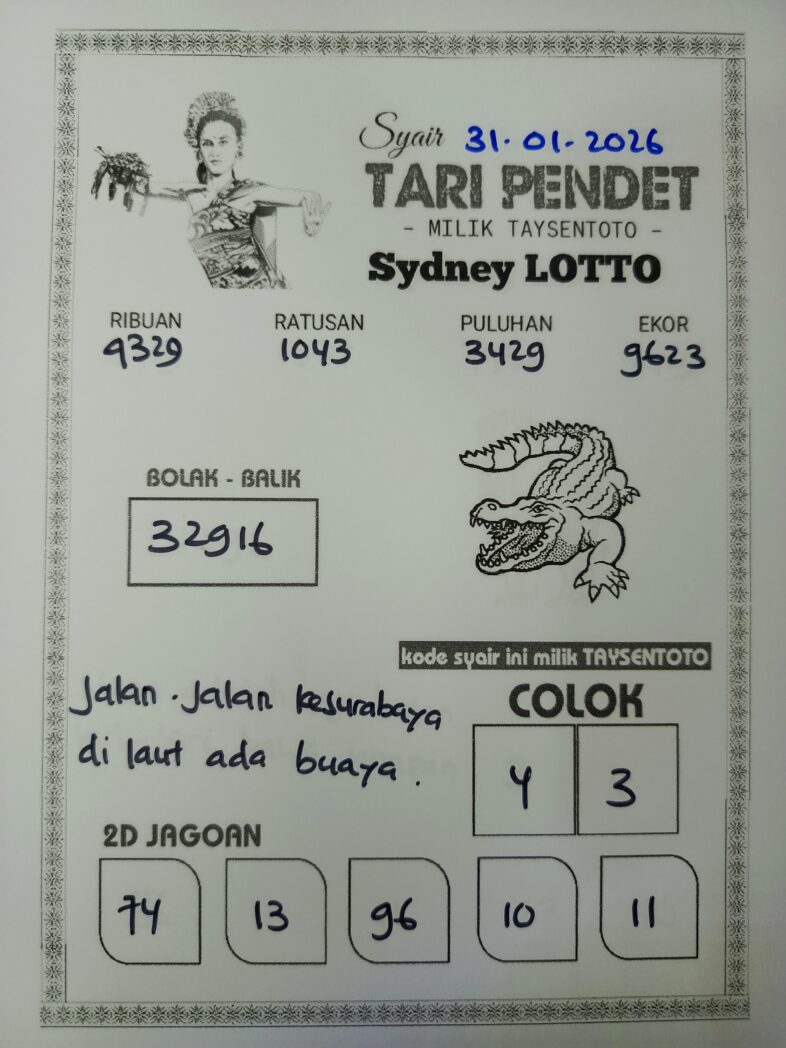 Syair 31.01.2026
TARI PENDET
- MILIK TAYSENTOTO -
Sydney LOTTO
RIBUAN RATUSAN PULUHAN EKOR
9329 1043 3429 9623
BOLAK - BALIK
32916
kode syair ini milik TAYSENTOTO
Jalan.Jalan kesurabaya
di laut ada buaya.
COLOK
4 3
2D JAGOAN
74 13 96 10 11